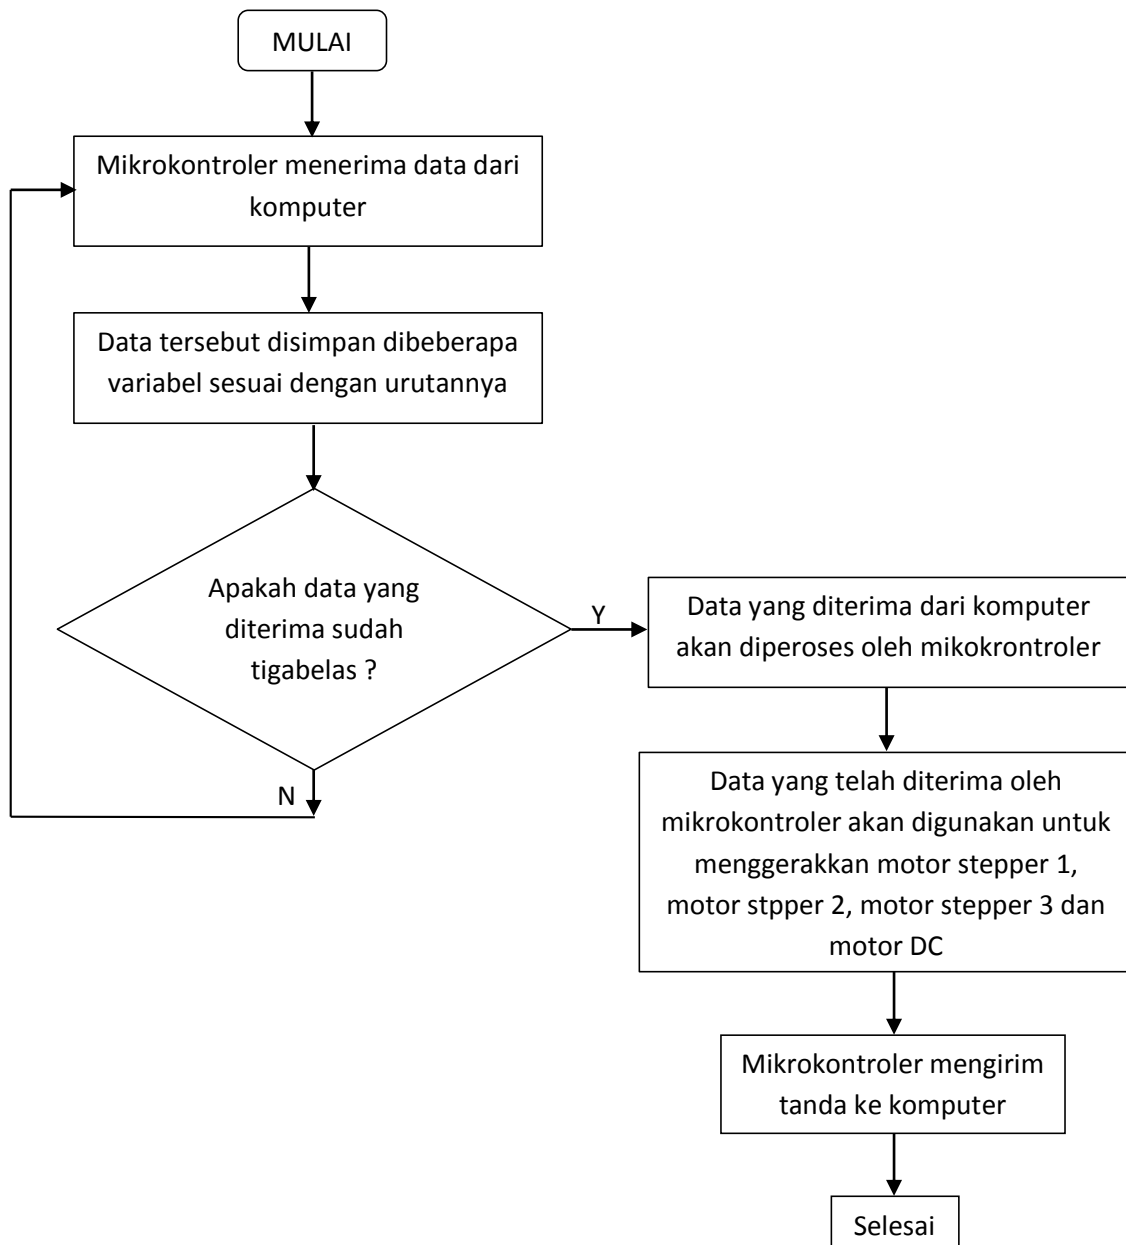 MULAI
Mikrokontroler menerima data dari
komputer
Data tersebut disimpan dibeberapa
variabel sesuai dengan urutannya
Apakah data yang
diterima sudah
tigabelas ?
Y
N
Data yang diterima dari komputer
akan diperoses oleh mikokrontroler
Data yang telah diterima oleh
mikrokontroler akan digunakan untuk
menggerakkan motor stepper 1,
motor stpper 2, motor stepper 3 dan
motor DC
Mikrokontroler mengirim
tanda ke komputer
Selesai